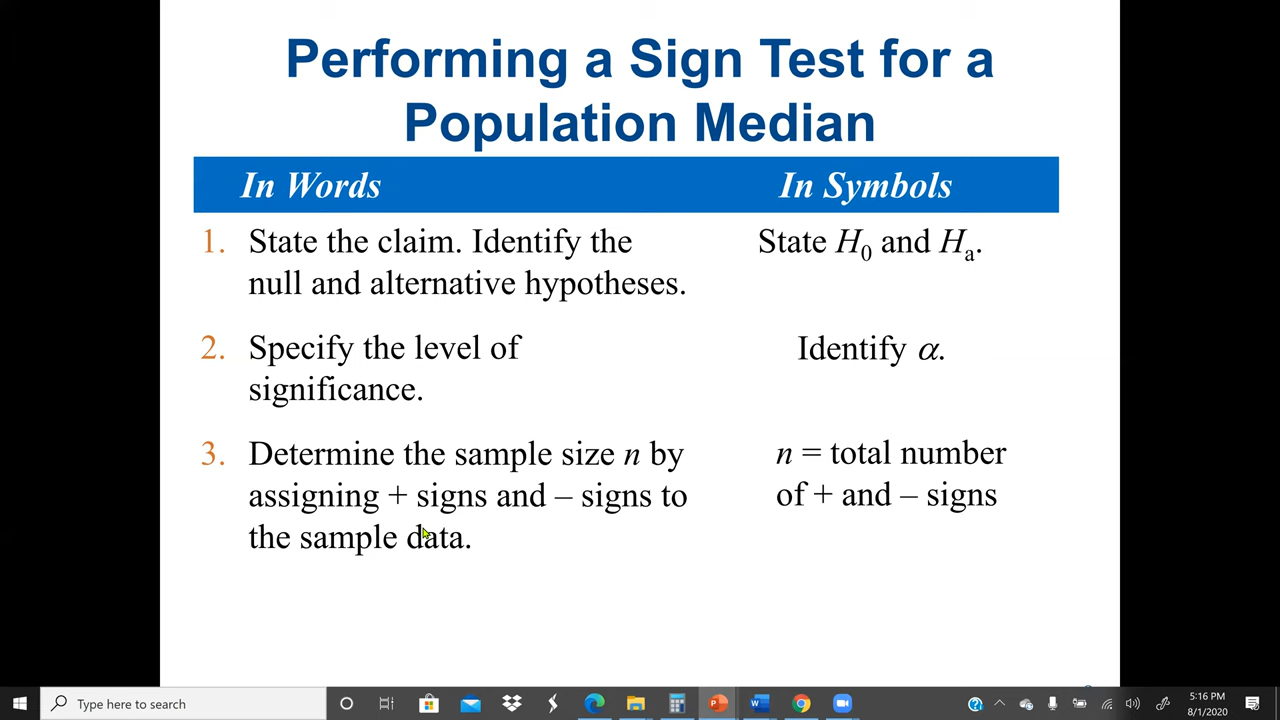 Performing a Sign Test for a
Population Median
In Words In Symbols
1. State the claim. Identify the State H0 and Ha.
null and alternative hypotheses.
2. Specify the level of Identify α.
significance.
3. Determine the sample size n by n = total number
assigning + signs and – signs to of + and – signs
the sample data.
Type here to search
5:16 PM
8/1/2020